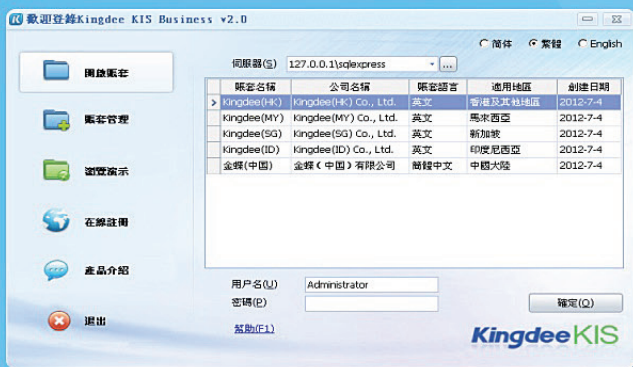 歡迎登錄Kingdee KIS Business v2.0
简体 繁體 English
伺服器(S) 127.0.0.1\sqlexpress ...
開啟賬套
賬套管理
瀏覽演示
在線註冊
產品介紹
退出
賬套名稱 公司名稱 賬套語言 適用地區 創建日期
Kingdee(HK) Kingdee(HK) Co., Ltd. 英文 香港及其他地區 2012-7-4
Kingdee(MY) Kingdee(MY) Co., Ltd. 英文 馬來西亞 2012-7-4
Kingdee(SG) Kingdee(SG) Co., Ltd. 英文 新加坡 2012-7-4
Kingdee(ID) Kingdee(ID) Co., Ltd. 英文 印度尼西亞 2012-7-4
金蝶(中国) 金蝶(中国)有限公司 簡體中文 中國大陸 2012-7-4
用戶名(U) Administrator
密碼(P)
確定(O)
幫助(F1)
Kingdee KIS